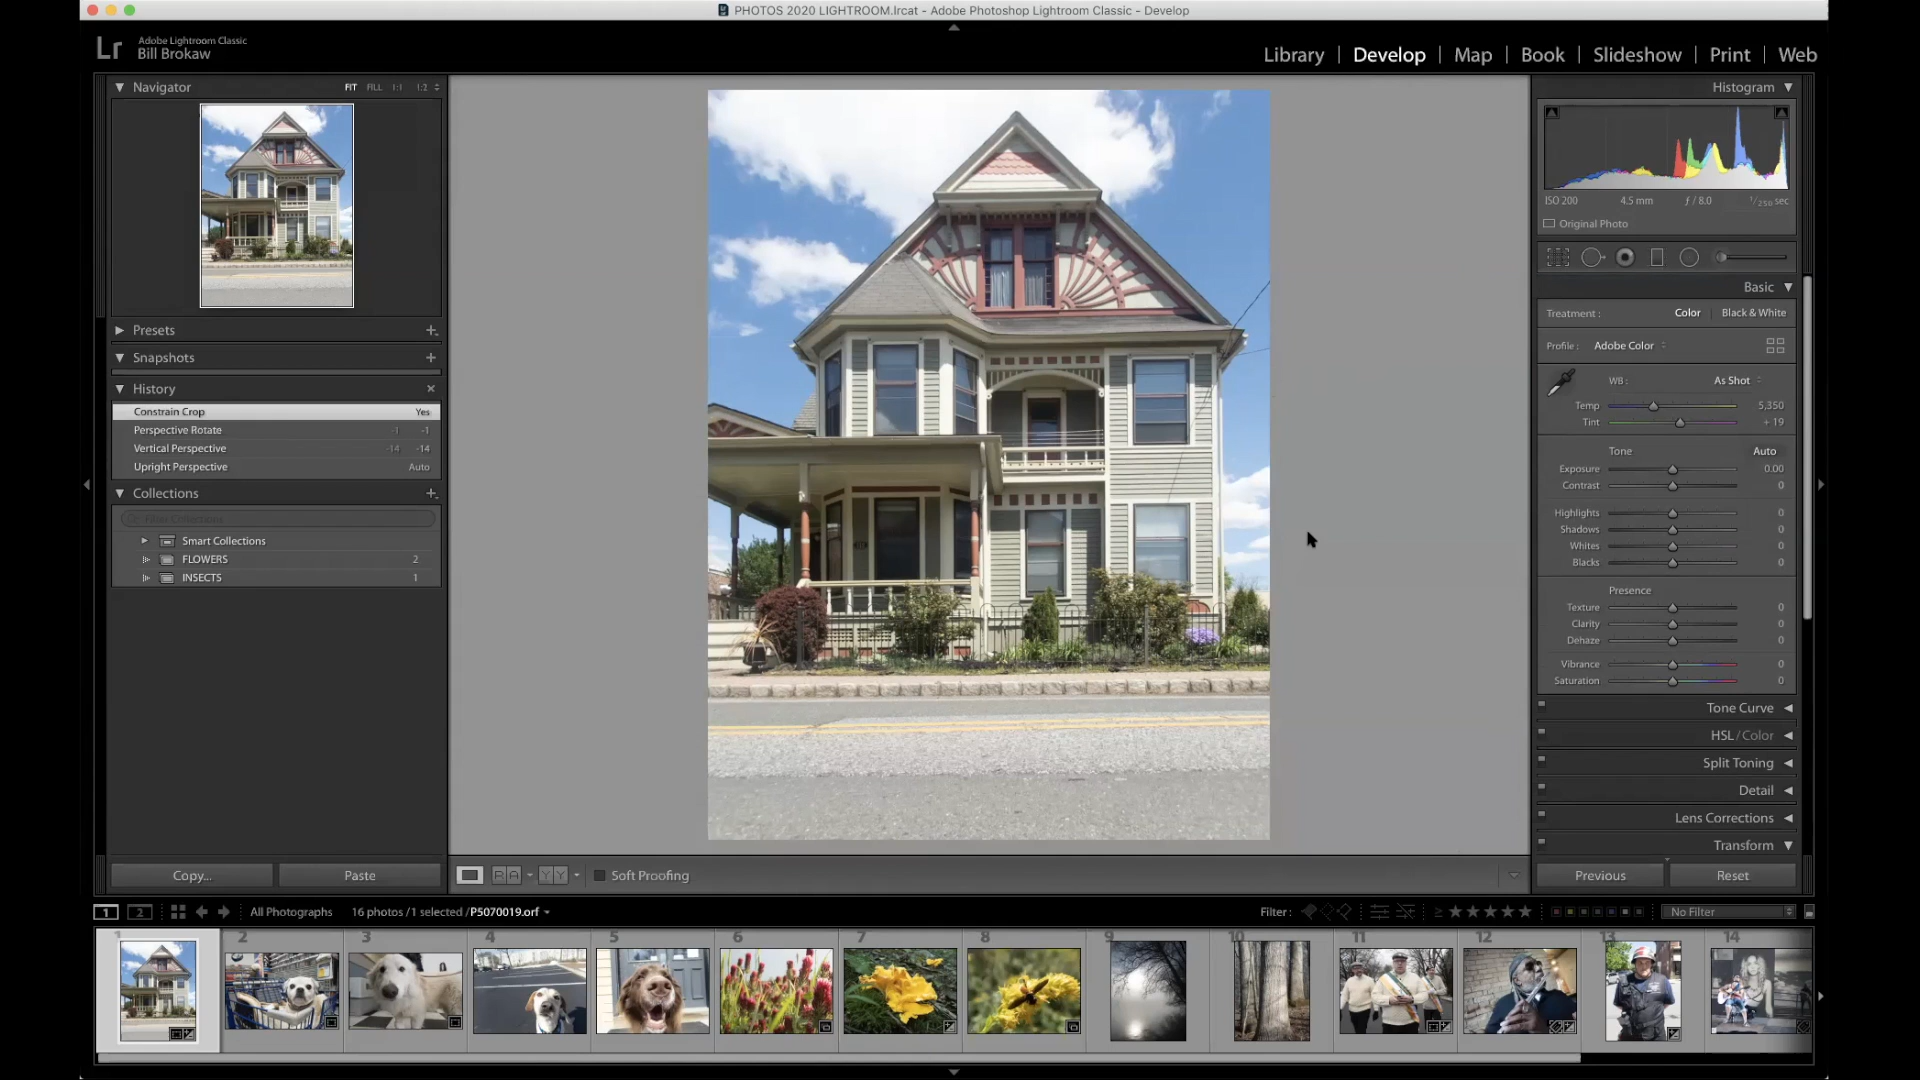 PHOTOS 2020 LIGHTROOM.lrcat - Adobe Photoshop Lightroom Classic - Develop
Lr
Adobe Lightroom Classic
Bill Brokaw
Library | Develop | Map | Book | Slideshow | Print | Web
Navigator
FIT FILL 1:1 1:2
Presets
Snapshots
History
Constrain Crop Yes
Perspective Rotate -1 -1
Vertical Perspective -14 -14
Upright Perspective Auto
Collections
Filter Collections
Smart Collections
FLOWERS 2
INSECTS 1
Copy...
Paste
R A
Y Y
Soft Proofing
Histogram
ISO 200 4.5 mm ƒ / 8.0 1/250 sec
Original Photo
Basic
Treatment : Color | Black & White
Profile : Adobe Color
WB : As Shot
Temp 5,350
Tint + 19
Tone Auto
Exposure 0.00
Contrast 0
Highlights 0
Shadows 0
Whites 0
Blacks 0
Presence
Texture 0
Clarity 0
Dehaze 0
Vibrance 0
Saturation 0
Tone Curve
HSL / Color
Split Toning
Detail
Lens Corrections
Transform
Previous
Reset
1 2 All Photographs 16 photos /1 selected /P5070019.orf
Filter : ≥ ★★★★★ No Filter
1 2 3 4 5 6 7 8 9 10 11 12 13 14